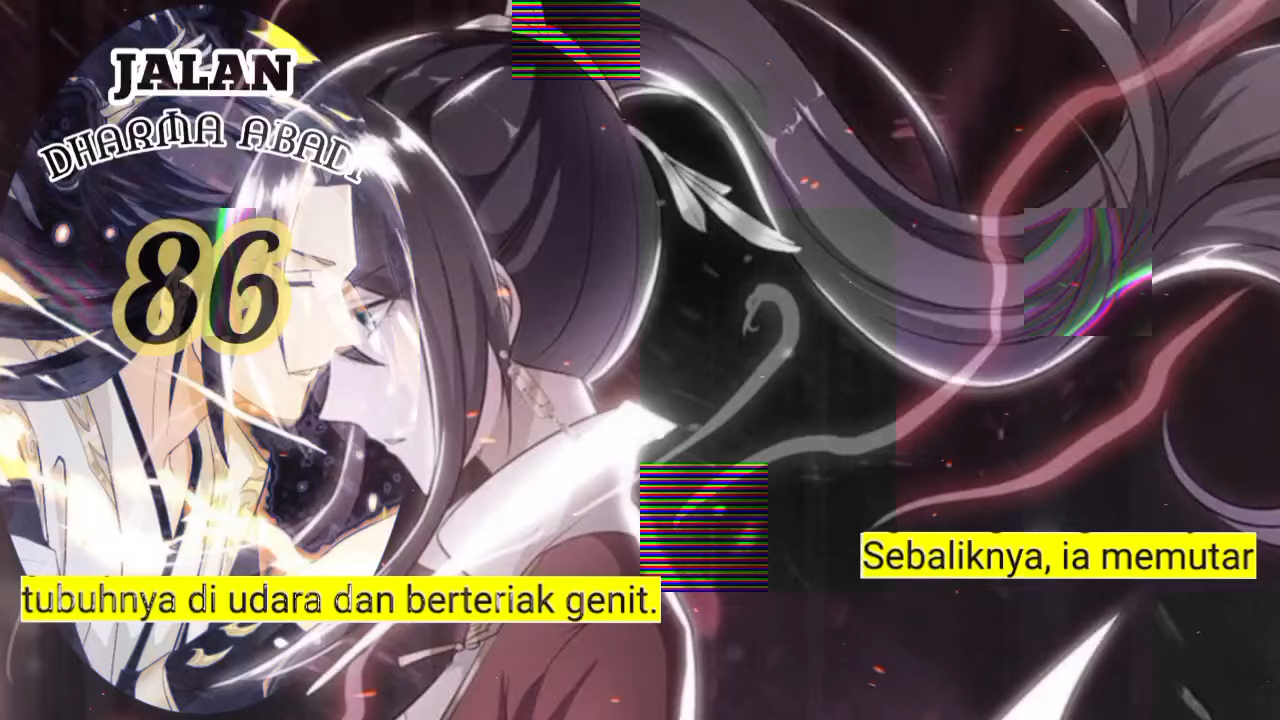 JALAN
DHARMA ABADI
86
Sebaliknya, ia memutar
tubuhnya di udara dan berteriak genit.